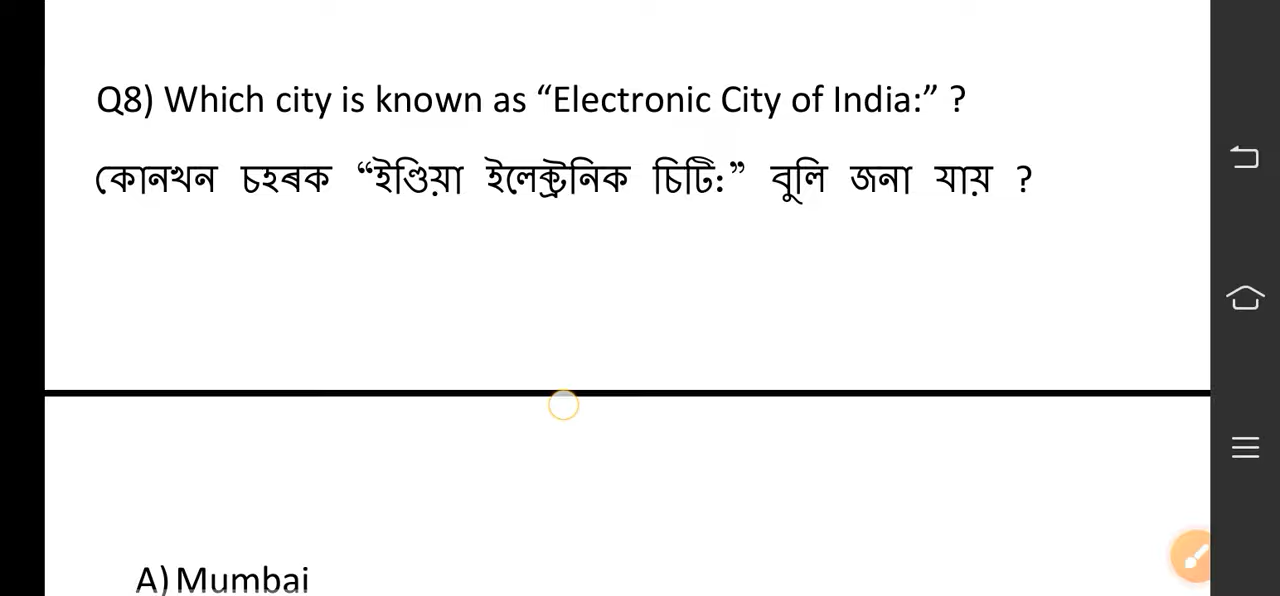 Q8) Which city is known as “Electronic City of India:” ?
কোনখন চহৰক “ইণ্ডিয়া ইলেক্ট্ৰনিক চিটি:” বুলি জনা যায় ?
A) Mumbai